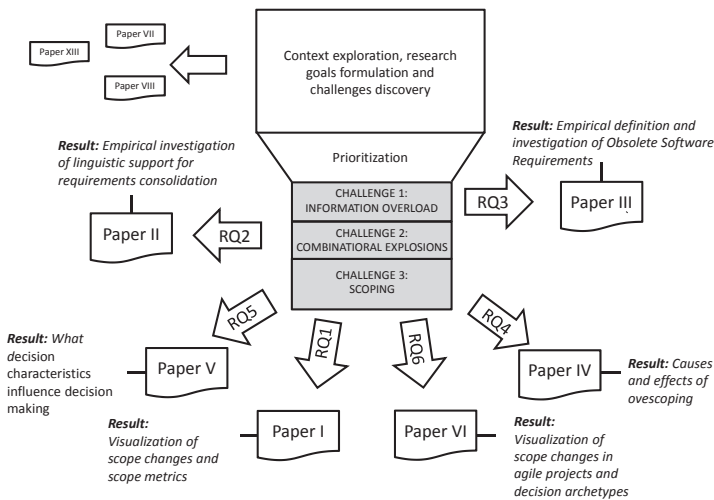 Paper VII
Paper XIII
Paper VIII
Context exploration, research
goals formulation and
challenges discovery
Prioritization
Result: Empirical investigation
of linguistic support for
requirements consolidation
Result: Empirical definition and
investigation of Obsolete Software
Requirements
CHALLENGE 1:
INFORMATION OVERLOAD
CHALLENGE 2:
COMBINATIONAL EXPLOSIONS
CHALLENGE 3:
SCOPING
RQ3
Paper III
Paper II
RQ2
RQ5
RQ1
RQ6
RQ4
Result: What
decision
characteristics
influence decision
making
Paper V
Paper IV
Result: Causes
and effects of
ovescoping
Result:
Visualization of
scope changes and
scope metrics
Paper I
Paper VI
Result:
Visualization of
scope changes in
agile projects and
decision archetypes